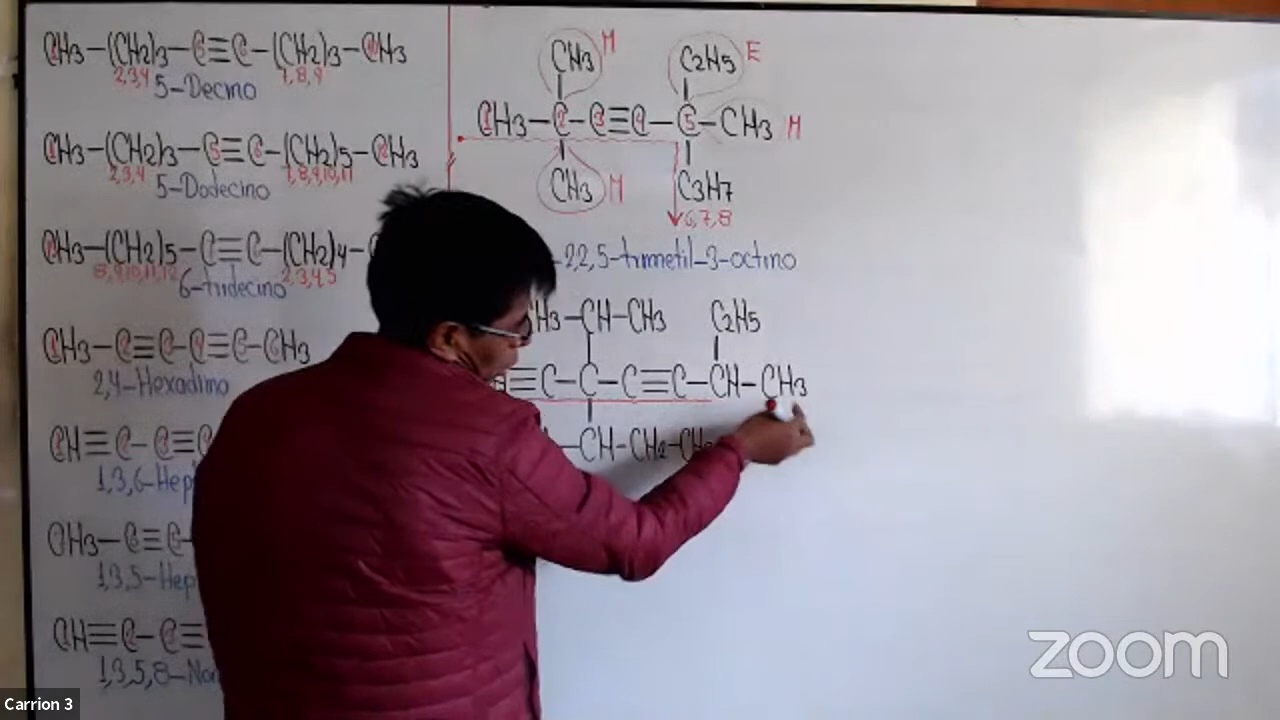 CH3-(CH2)3-C≡C-(CH2)3-CH3
2,3,4 7,8,9
5-Decino
CH3-(CH2)3-C≡C-(CH2)5-CH3
2,3,4 7,8,9,10,11
5-Dodecino
CH3-(CH2)5-C≡C-(CH2)4-
8,9,10,11,12 2,3,4,5
6-tridecino
CH3-C≡C-C≡C-CH3
2,4-Hexadiino
CH≡C-C≡C
1,3,6-Hep
CH3-C≡C-
1,3,5-Hep
CH≡C-C≡
1,3,5,8-Non
CH3 M C2H5 E
CH3-C-C≡C-C-CH3 M
CH3 M C3H7
6,7,8
-2,2,5-trimetil-3-octino
H3-CH-CH3 C2H5
≡C-C-C≡C-CH-CH3
-CH-CH2-CH3
zoom
Carrion 3